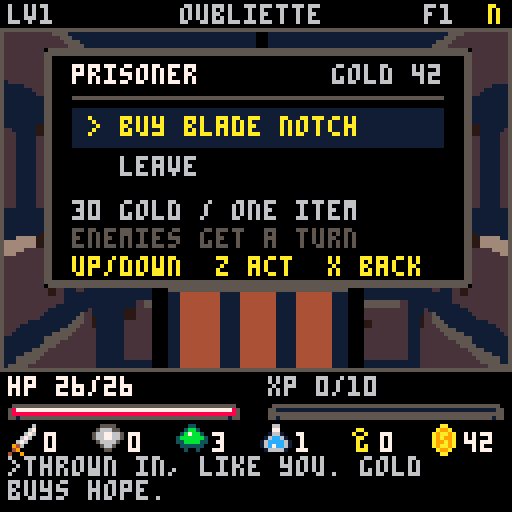 LV1 OUBLIETTE F1 N
PRISONER GOLD 42
> BUY BLADE NOTCH
LEAVE
30 GOLD / ONE ITEM
ENEMIES GET A TURN
UP/DOWN Z ACT X BACK
HP 26/26 XP 0/10
0 0 3 1 0 42
>THROWN IN, LIKE YOU. GOLD
BUYS HOPE.